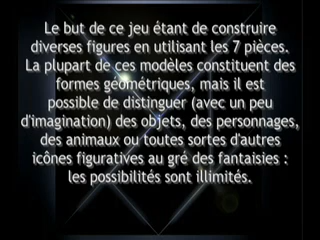 Le but de ce jeu étant de construire
diverses figures en utilisant les 7 pièces.
La plupart de ces modèles constituent des
formes géométriques, mais il est
possible de distinguer (avec un peu
d'imagination) des objets, des personnages,
des animaux ou toutes sortes d'autres
icônes figuratives au gré des fantaisies :
les possibilités sont illimités.